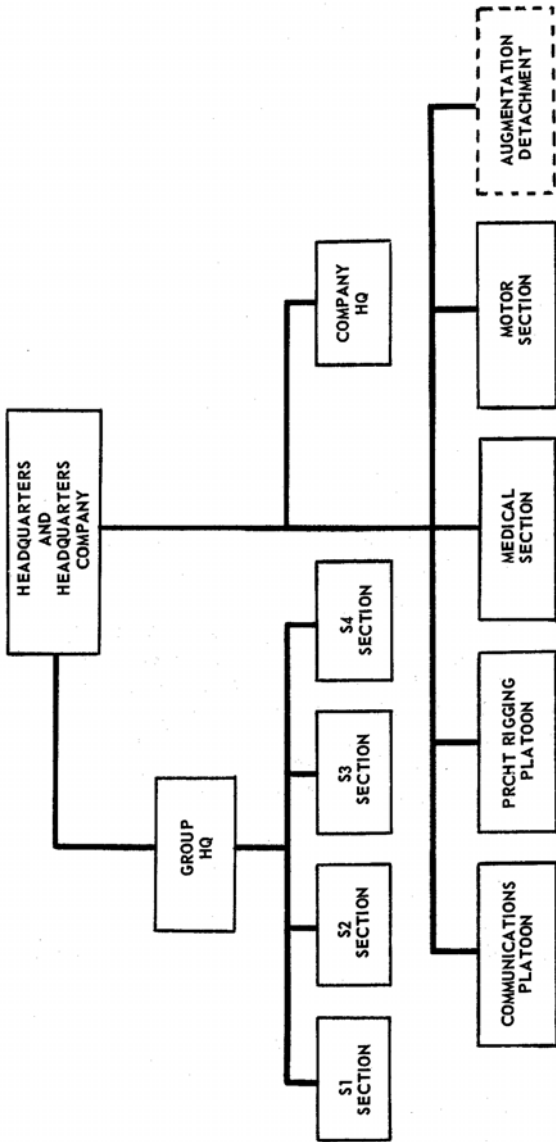 HEADQUARTERS
AND
HEADQUARTERS
COMPANY
GROUP
HQ
COMPANY
HQ
S1
SECTION
S2
SECTION
S3
SECTION
S4
SECTION
COMMUNICATIONS
PLATOON
PRCHT RIGGING
PLATOON
MEDICAL
SECTION
MOTOR
SECTION
AUGMENTATION
DETACHMENT